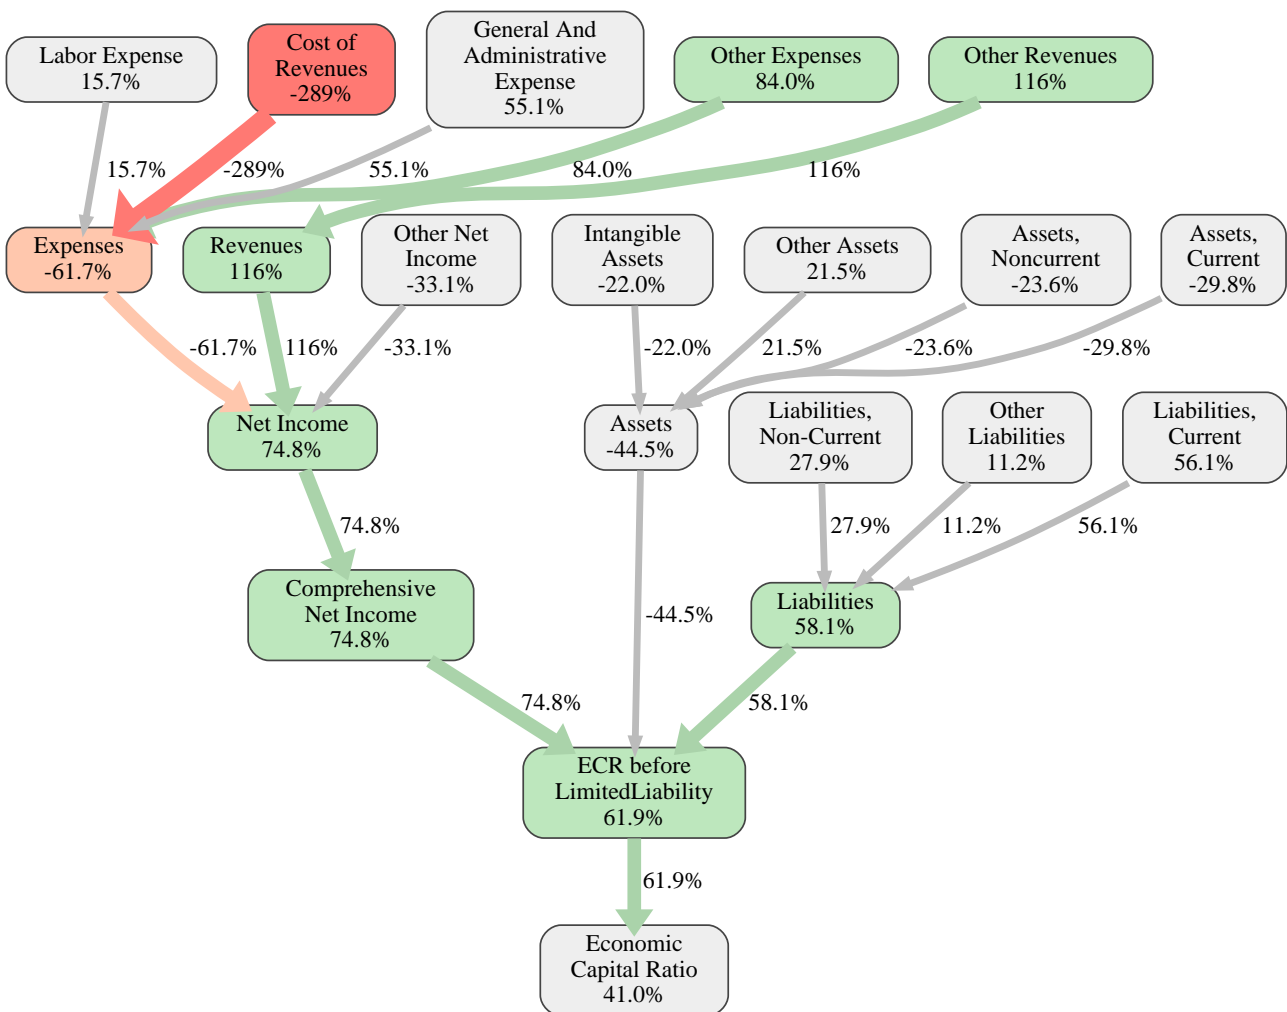 Labor Expense
15.7%
Cost of
Revenues
-289%
General And
Administrative
Expense
55.1%
Other Expenses
84.0%
Other Revenues
116%
15.7%
-289%
55.1%
84.0%
116%
Expenses
-61.7%
Revenues
116%
Other Net
Income
-33.1%
Intangible
Assets
-22.0%
Other Assets
21.5%
Assets,
Noncurrent
-23.6%
Assets,
Current
-29.8%
-61.7%
116%
-33.1%
-22.0%
21.5%
-23.6%
-29.8%
Net Income
74.8%
Assets
-44.5%
Liabilities,
Non-Current
27.9%
Other
Liabilities
11.2%
Liabilities,
Current
56.1%
74.8%
27.9%
11.2%
56.1%
Comprehensive
Net Income
74.8%
-44.5%
Liabilities
58.1%
74.8%
58.1%
ECR before
LimitedLiability
61.9%
61.9%
Economic
Capital Ratio
41.0%